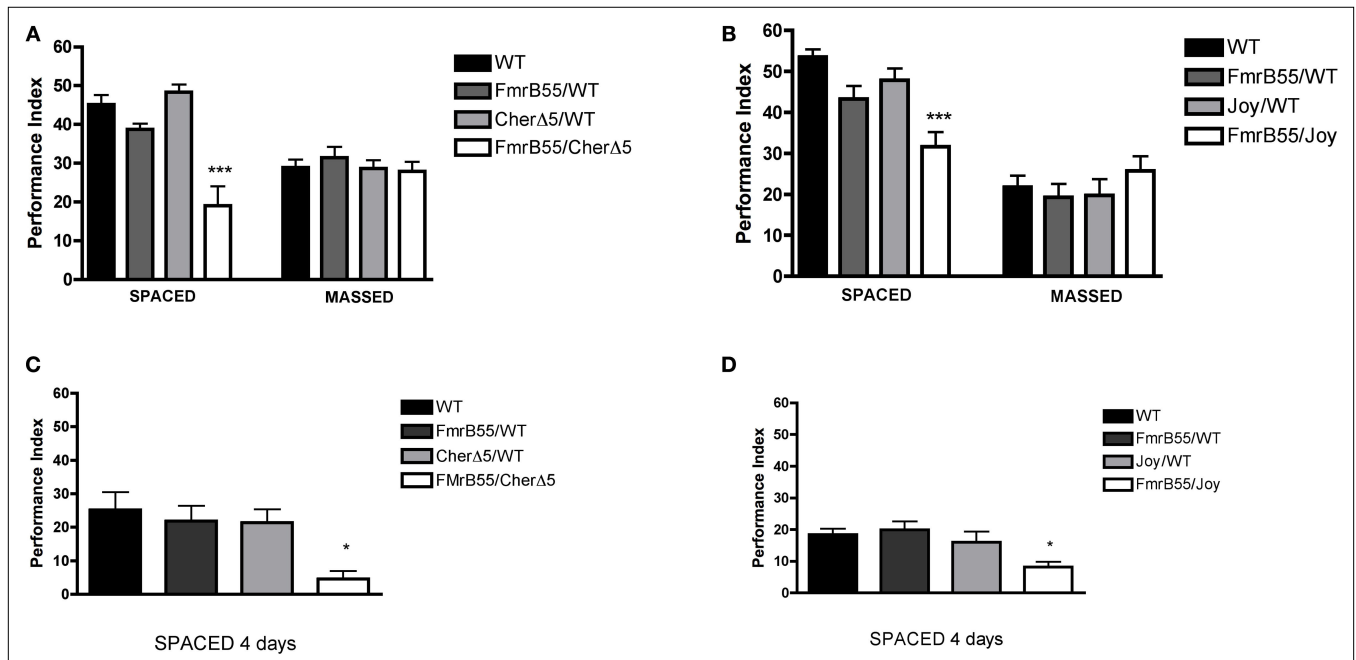 A
Performance Index
60
50
40
30
20
10
0
***
SPACED
MASSED
WT
FmrB55/WT
CherΔ5/WT
FmrB55/CherΔ5
B
Performance Index
60
50
40
30
20
10
0
***
SPACED
MASSED
WT
FmrB55/WT
Joy/WT
FmrB55/Joy
C
Performance Index
60
50
40
30
20
10
0
*
SPACED 4 days
WT
FmrB55/WT
CherΔ5/WT
FMrB55/CherΔ5
D
Performance Index
60
50
40
30
20
10
0
*
SPACED 4 days
WT
FmrB55/WT
Joy/WT
FmrB55/Joy